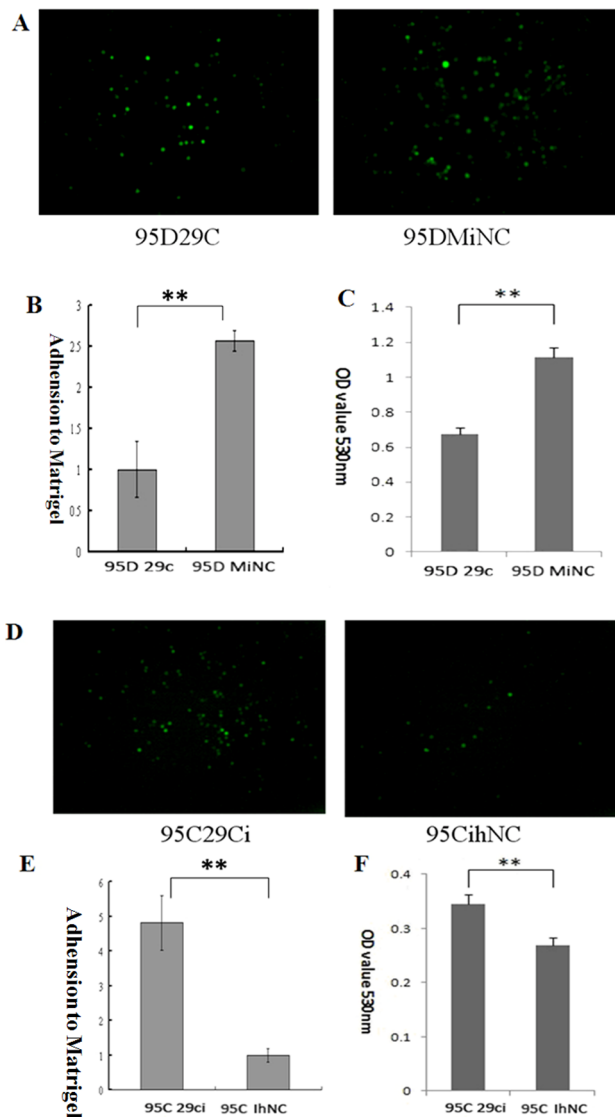 A
95D29C
95DMiNC
B
**
Adhension to Matrigel
3
2.5
2
1.5
1
0.5
0
95D 29c
95D MiNC
C
**
OD value 530nm
1.4
1.2
1
0.8
0.6
0.4
0.2
0
95D 29c
95D MiNC
D
95C29Ci
95CihNC
E
**
Adhension to Matrigel
6
5
4
3
2
1
0
95C 29ci
95C IhNC
F
**
OD value 530nm
0.4
0.3
0.2
0.1
0
95C 29ci
95C IhNC